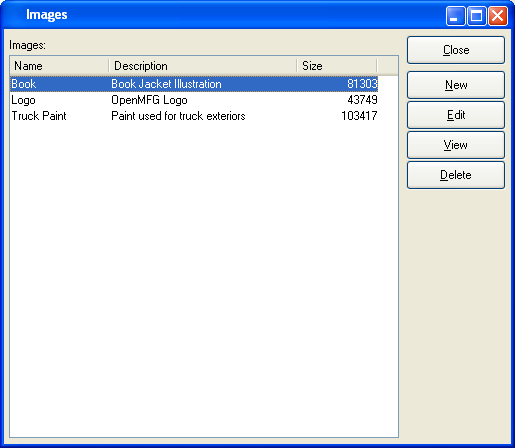 Images
Images:
Close
Name Description Size
Book Book Jacket Illustration 81303
New
Logo OpenMFG Logo 43749
Truck Paint Paint used for truck exteriors 103417
Edit
View
Delete